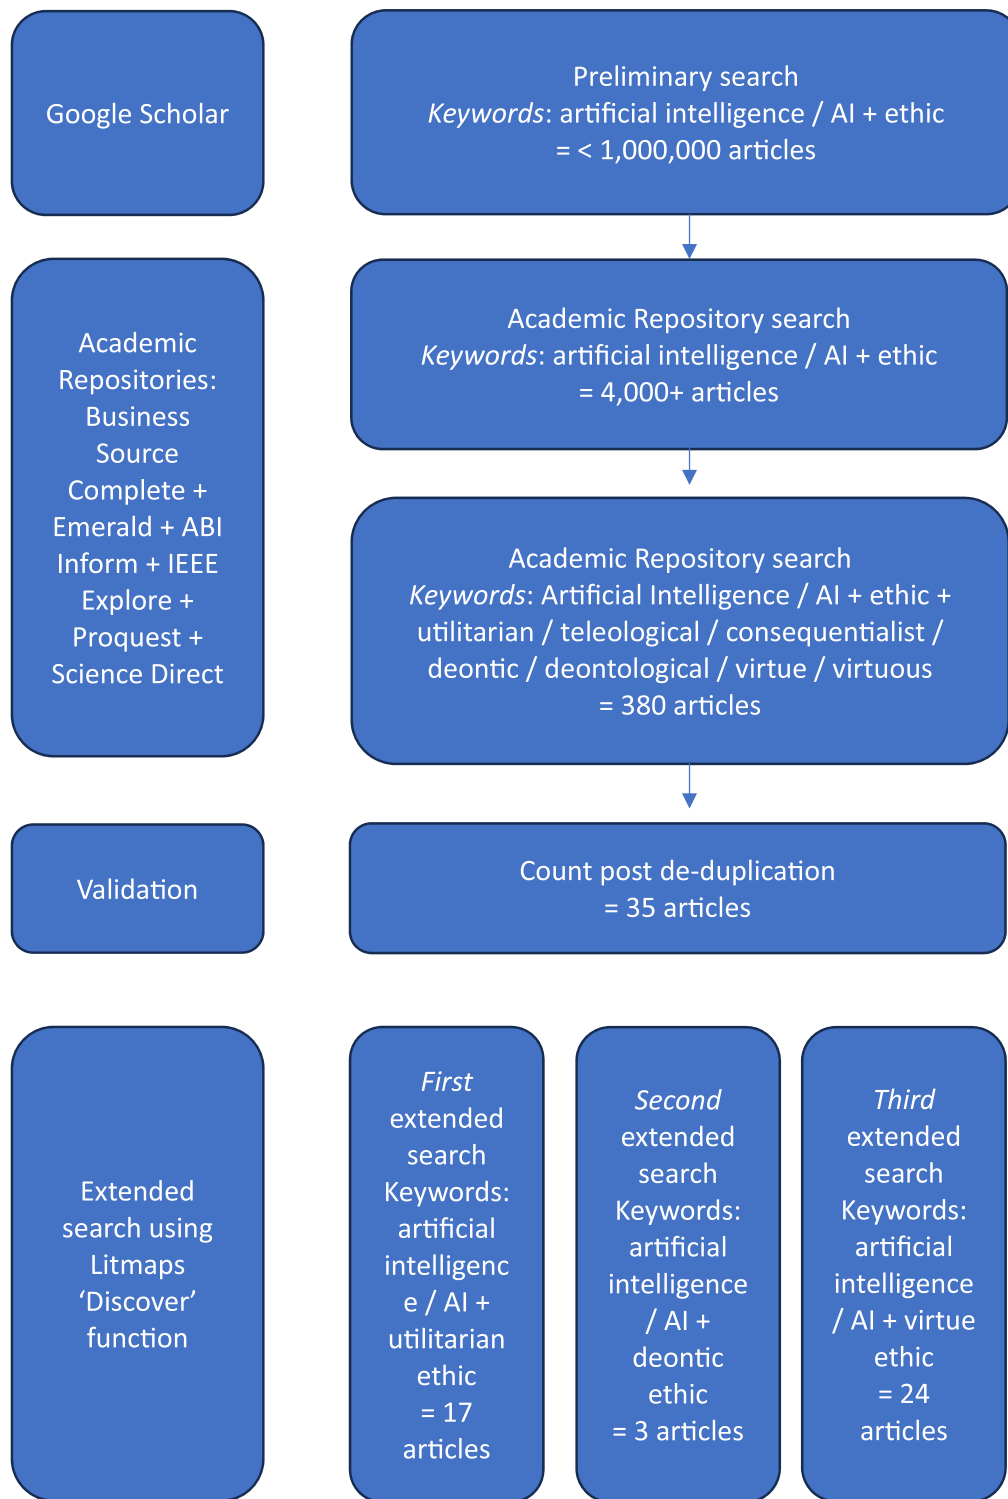 Google Scholar
Preliminary search
Keywords: artificial intelligence / AI + ethic
= < 1,000,000 articles
Academic
Repositories:
Business
Source
Complete +
Emerald + ABI
Inform + IEEE
Explore +
Proquest +
Science Direct
Academic Repository search
Keywords: artificial intelligence / AI + ethic
= 4,000+ articles
Academic Repository search
Keywords: Artificial Intelligence / AI + ethic +
utilitarian / teleological / consequentialist /
deontic / deontological / virtue / virtuous
= 380 articles
Validation
Count post de-duplication
= 35 articles
Extended
search using
Litmaps
‘Discover’
function
First
extended
search
Keywords:
artificial
intelligenc
e / AI +
utilitarian
ethic
= 17
articles
Second
extended
search
Keywords:
artificial
intelligence
/ AI +
deontic
ethic
= 3 articles
Third
extended
search
Keywords:
artificial
intelligence
/ AI + virtue
ethic
= 24
articles